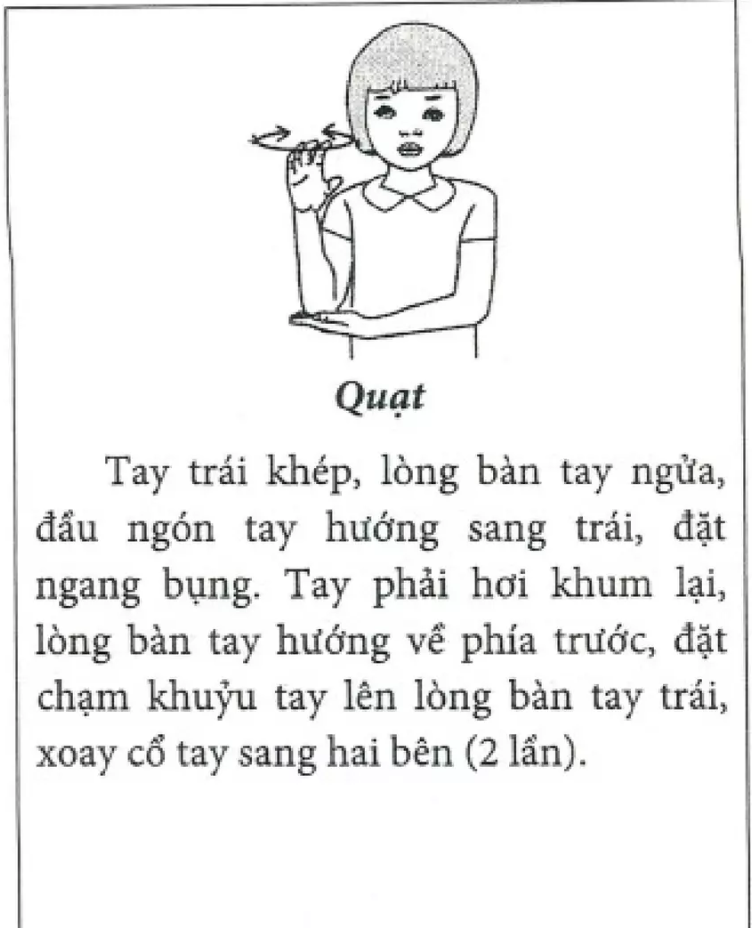 Quạt
Tay trái khép, lòng bàn tay ngửa,
đầu ngón tay hướng sang trái, đặt
ngang bụng. Tay phải hơi khum lại,
lòng bàn tay hướng về phía trước, đặt
chạm khuỷu tay lên lòng bàn tay trái,
xoay cổ tay sang hai bên (2 lần).